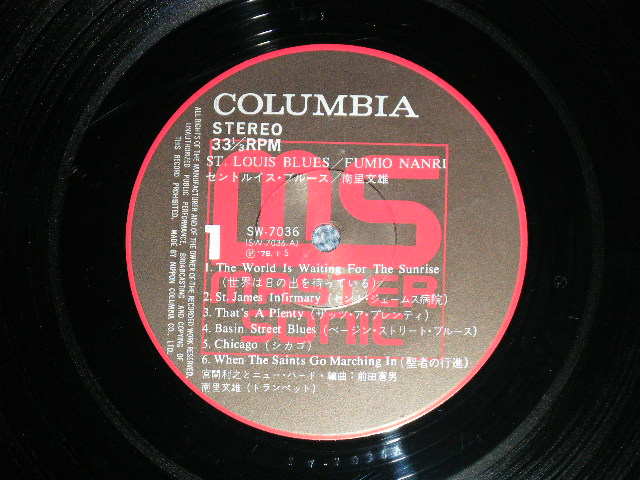 COLUMBIA
STEREO
33⅓RPM
ST. LOUIS BLUES／FUMIO NANRI
セントルイス・ブルース／南里文雄
MS
MASTER
SONIC
1
SW-7036
(SW-7036-A)
Ⓟ '78. 1 S
1. The World Is Waiting For The Sunrise
（世界は日の出を待っている）
2. St. James Infirmary（セント・ジェームス病院）
3. That's A Plenty（ザッツ・ア・プレンティ）
4. Basin Street Blues（ベージン・ストリート・ブルース）
5. Chicago（シカゴ）
6. When The Saints Go Marching In（聖者の行進）
宮間利之とニュー・ハード・編曲：前田憲男
南里文雄（トランペット）
ALL RIGHTS OF THE MANUFACTURER AND OF THE OWNER OF THE RECORDED WORK RESERVED.
UNAUTHORIZED PUBLIC PERFORMANCE, BROADCASTING AND COPYING OF
THIS RECORD PROHIBITED. MADE BY NIPPON COLUMBIA CO., LTD.